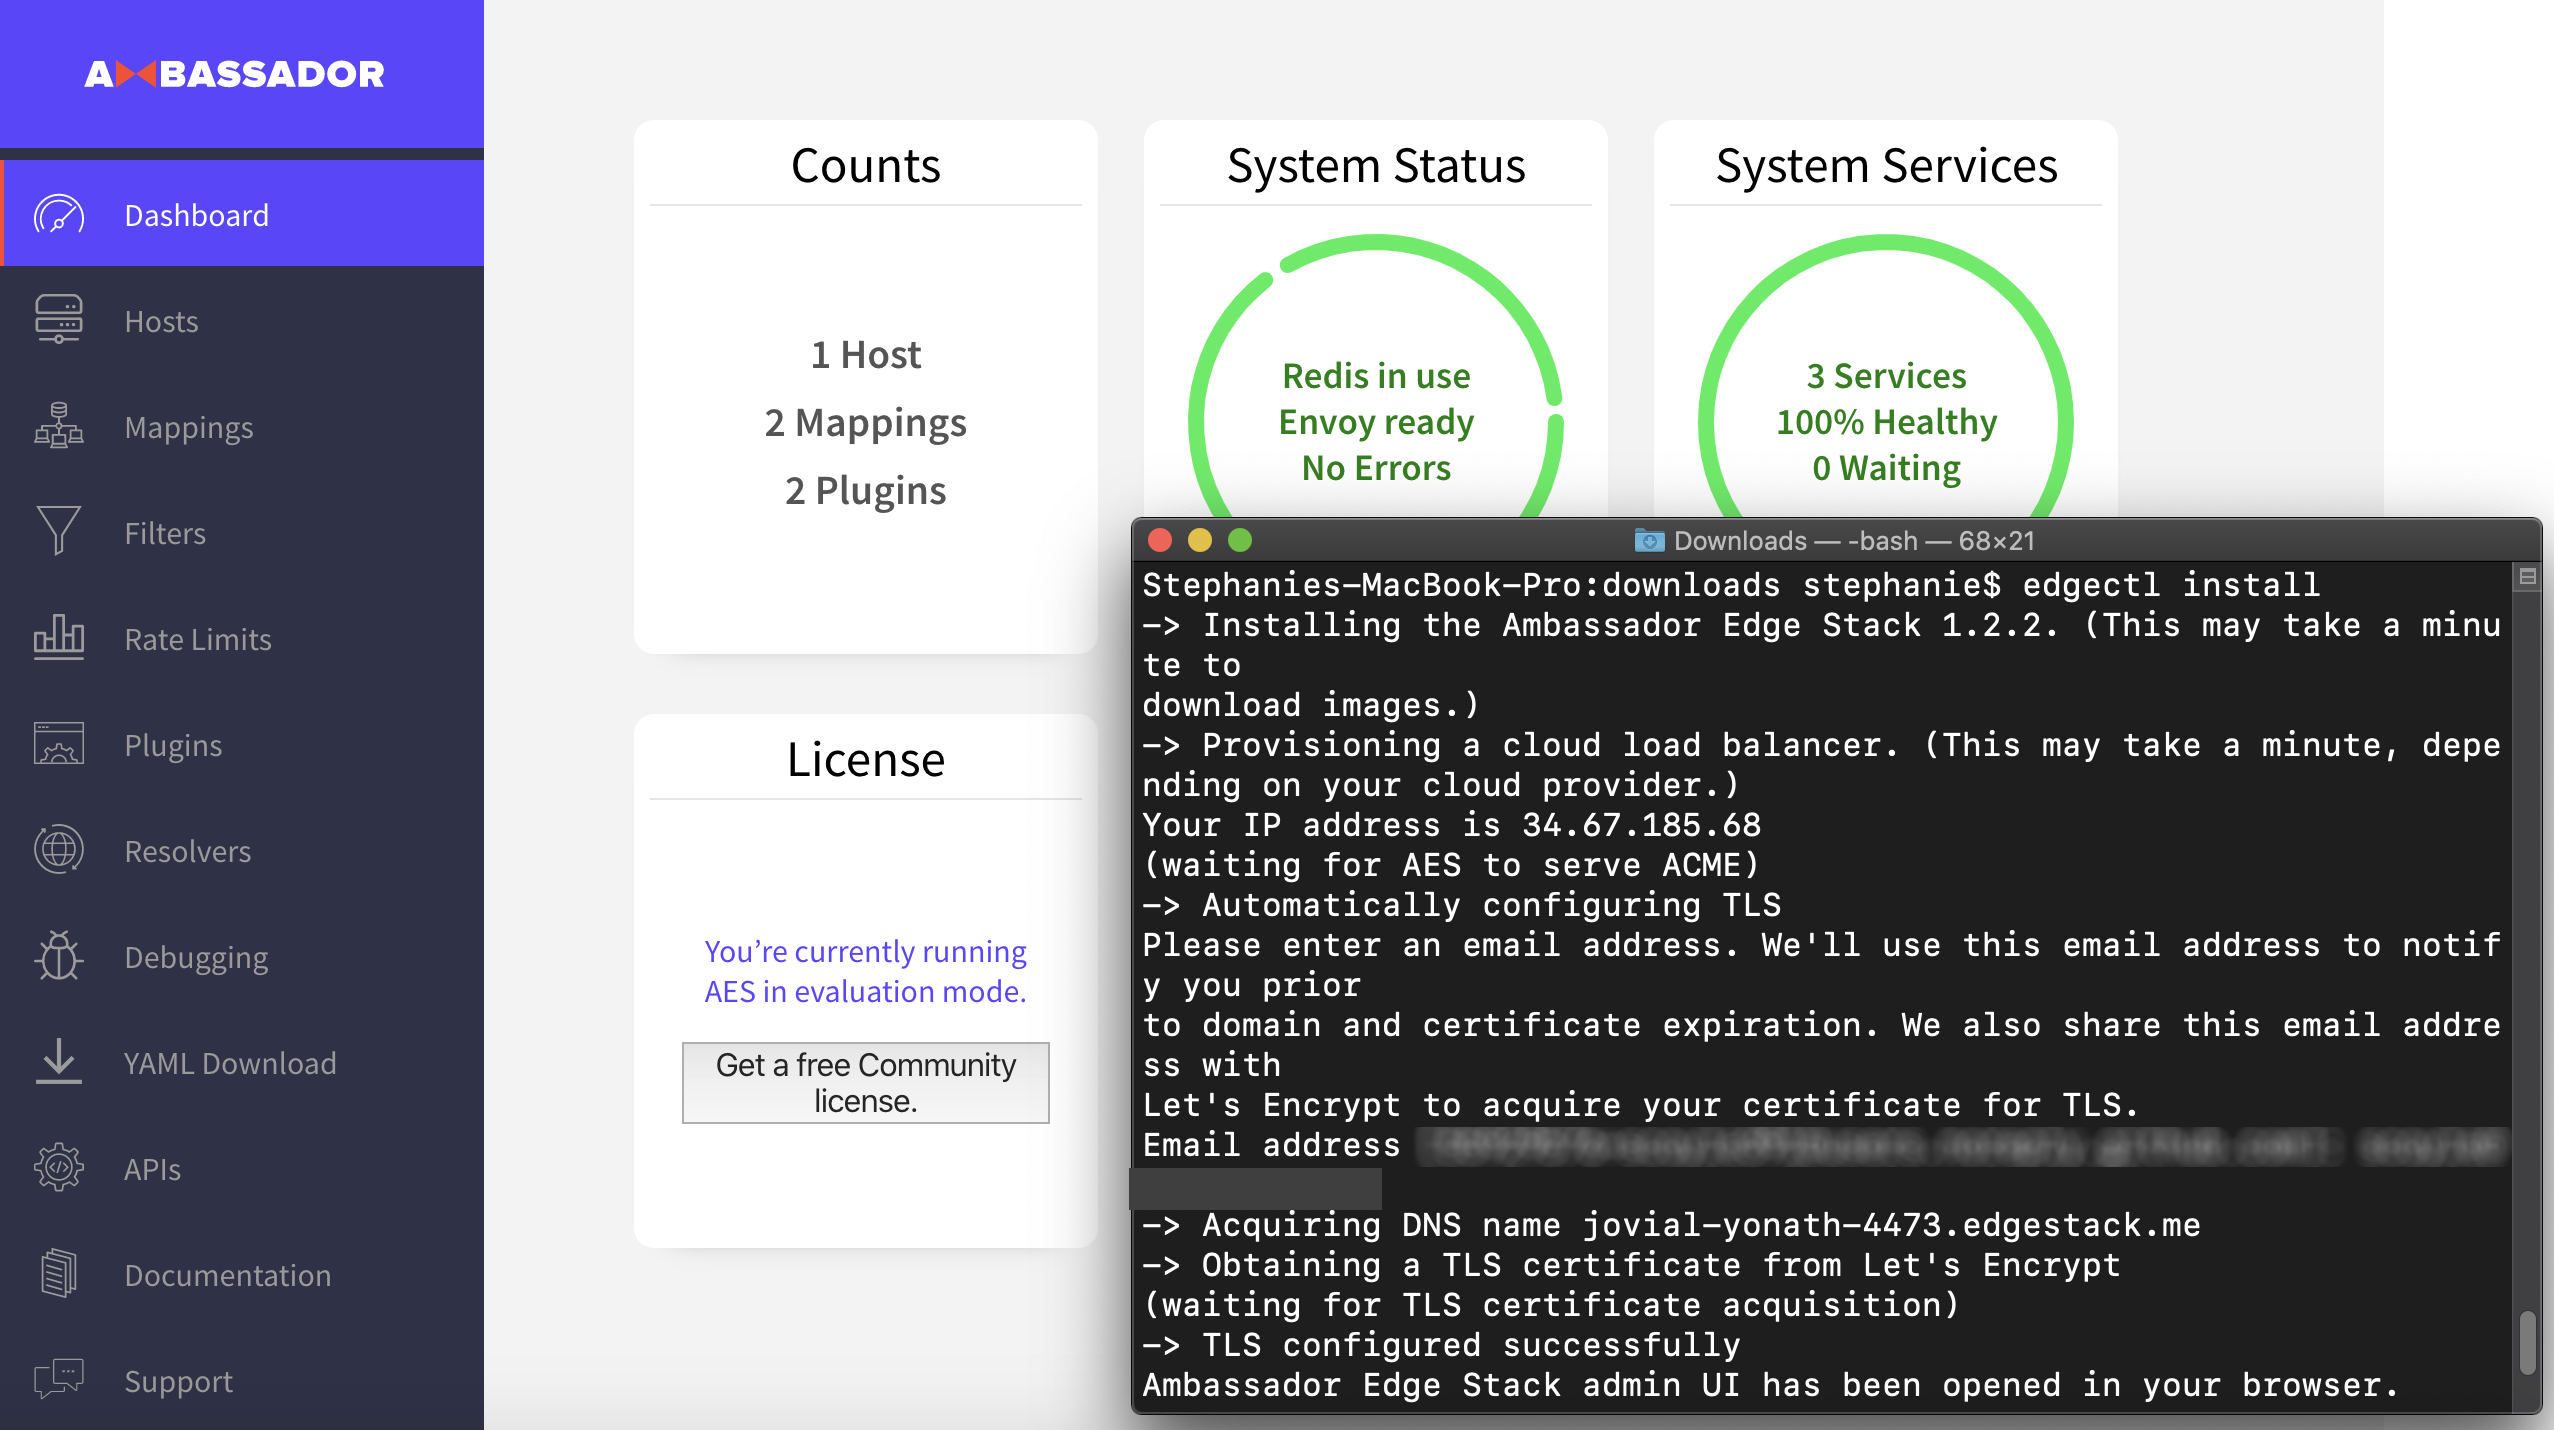 AMBASSADOR
Dashboard
Hosts
Mappings
Filters
Rate Limits
Plugins
Resolvers
Debugging
YAML Download
APIs
Documentation
Support
Counts
1 Host
2 Mappings
2 Plugins
System Status
Redis in use
Envoy ready
No Errors
System Services
3 Services
100% Healthy
0 Waiting
License
You’re currently running
AES in evaluation mode.
Get a free Community
license.
Downloads — -bash — 68×21
Stephanies-MacBook-Pro:downloads stephanie$ edgectl install
-> Installing the Ambassador Edge Stack 1.2.2. (This may take a minu
te to
download images.)
-> Provisioning a cloud load balancer. (This may take a minute, depe
nding on your cloud provider.)
Your IP address is 34.67.185.68
(waiting for AES to serve ACME)
-> Automatically configuring TLS
Please enter an email address. We'll use this email address to notif
y you prior
to domain and certificate expiration. We also share this email addre
ss with
Let's Encrypt to acquire your certificate for TLS.
Email address
-> Acquiring DNS name jovial-yonath-4473.edgestack.me
-> Obtaining a TLS certificate from Let's Encrypt
(waiting for TLS certificate acquisition)
-> TLS configured successfully
Ambassador Edge Stack admin UI has been opened in your browser.